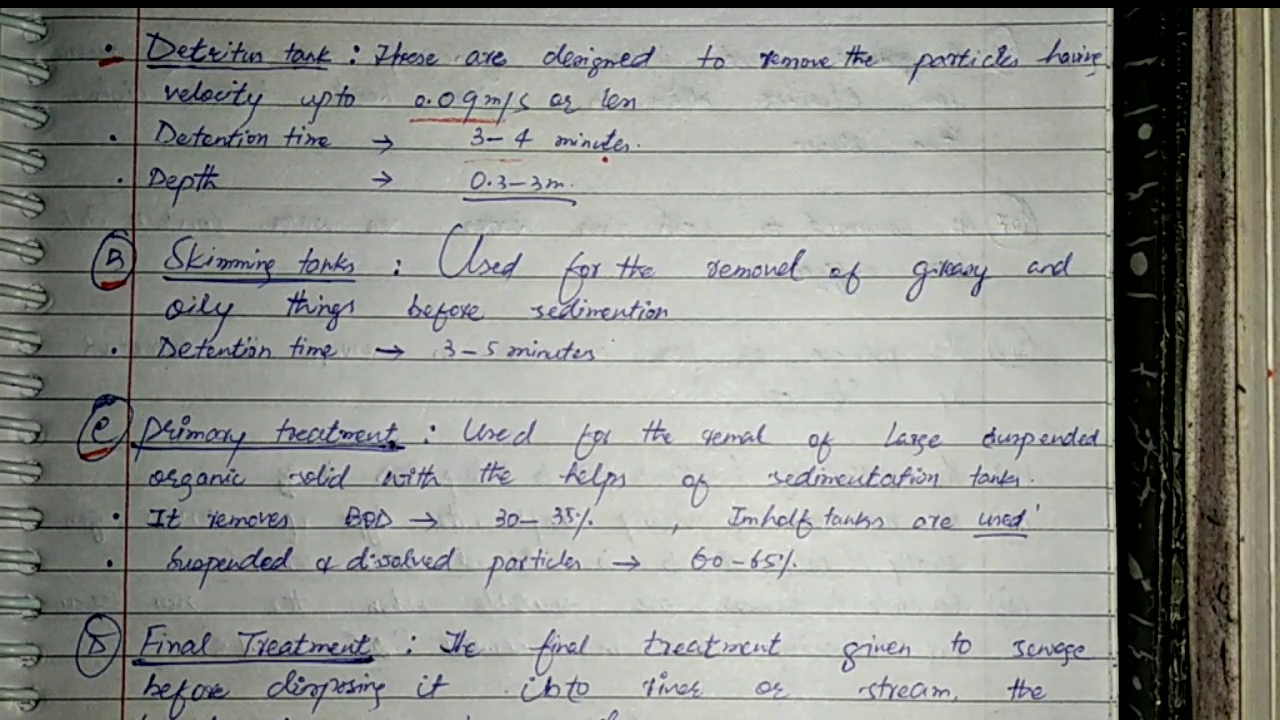 • Detritus tank : These are designed to remove the particles having
velocity upto 0.09m/s or less
• Detention time → 3-4 minutes.
• Depth → 0.3-3m.
B Skimming tanks : Used for the removel of greasy and
oily things before sedimention
• Detention time → 3-5 minutes
C primary treatment : Used for the remal of large suspended
organic solid with the helps of sedimentation tanks.
• It removes BOD → 30-35% , Imhalf tanks are used'
• Suspended & dissolved particles → 60-65%.
D Final Treatment : The final treatment given to sewage
before disposing it into river or stream, the